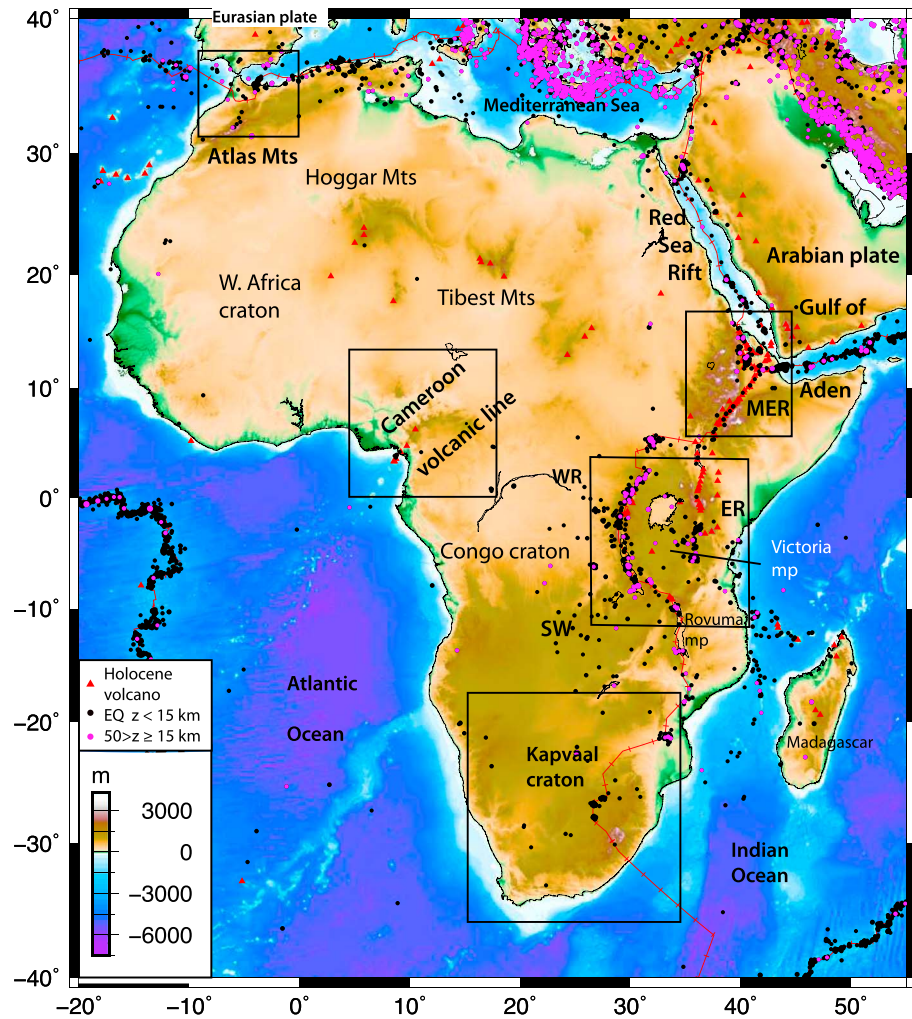 Eurasian plate
40˚
Mediterranean Sea
Atlas Mts
30˚
Hoggar Mts
Red
Sea
Rift
Arabian plate
20˚
W. Africa
craton
Tibest Mts
Gulf of
Aden
10˚
Cameroon
volcanic line
MER
WR
0˚
ER
Congo craton
Victoria
mp
−10˚
SW
Rovuma
mp
Holocene
volcano
EQ z < 15 km
50>z ≥ 15 km
Atlantic
Ocean
−20˚
Kapvaal
craton
Madagascar
m
3000
0
−3000
−6000
−30˚
Indian
Ocean
−40˚
−20˚
−10˚
0˚
10˚
20˚
30˚
40˚
50˚